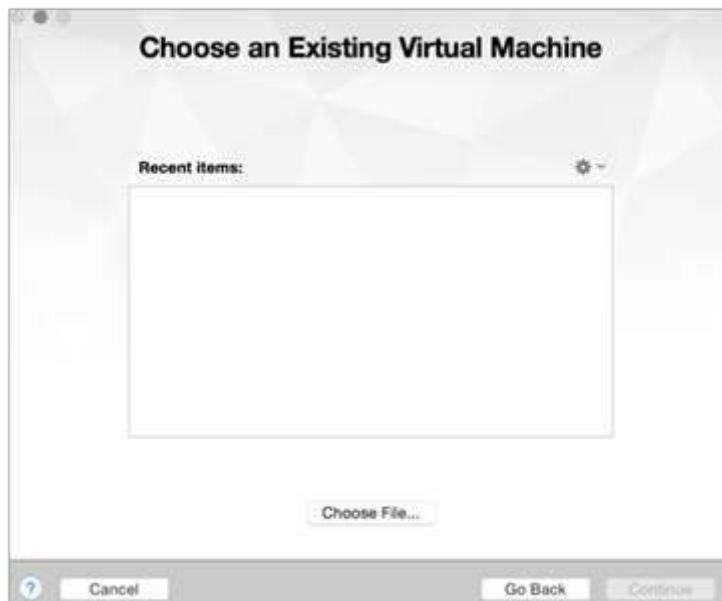 Choose an Existing Virtual Machine
Recent items:
Choose File...
? Cancel Go Back Continue